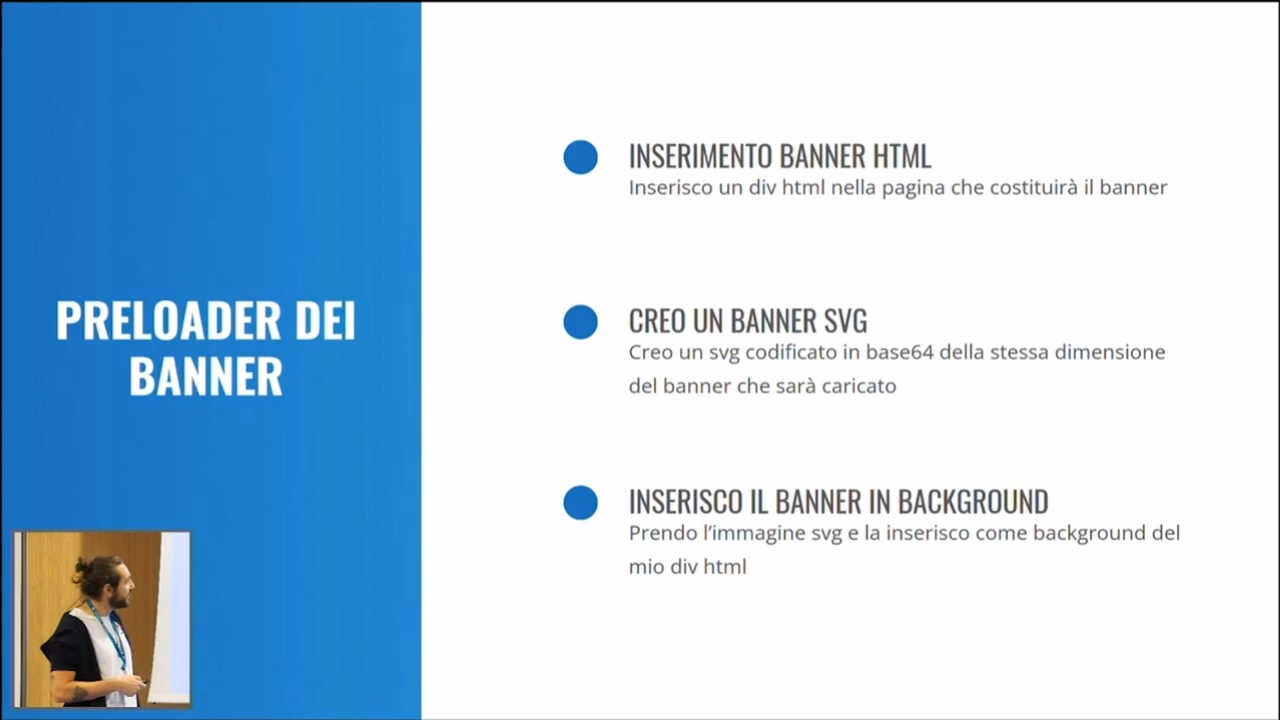 PRELOADER DEI
BANNER
INSERIMENTO BANNER HTML
Inserisco un div html nella pagina che costituirà il banner
CREO UN BANNER SVG
Creo un svg codificato in base64 della stessa dimensione
del banner che sarà caricato
INSERISCO IL BANNER IN BACKGROUND
Prendo l’immagine svg e la inserisco come background del
mio div html